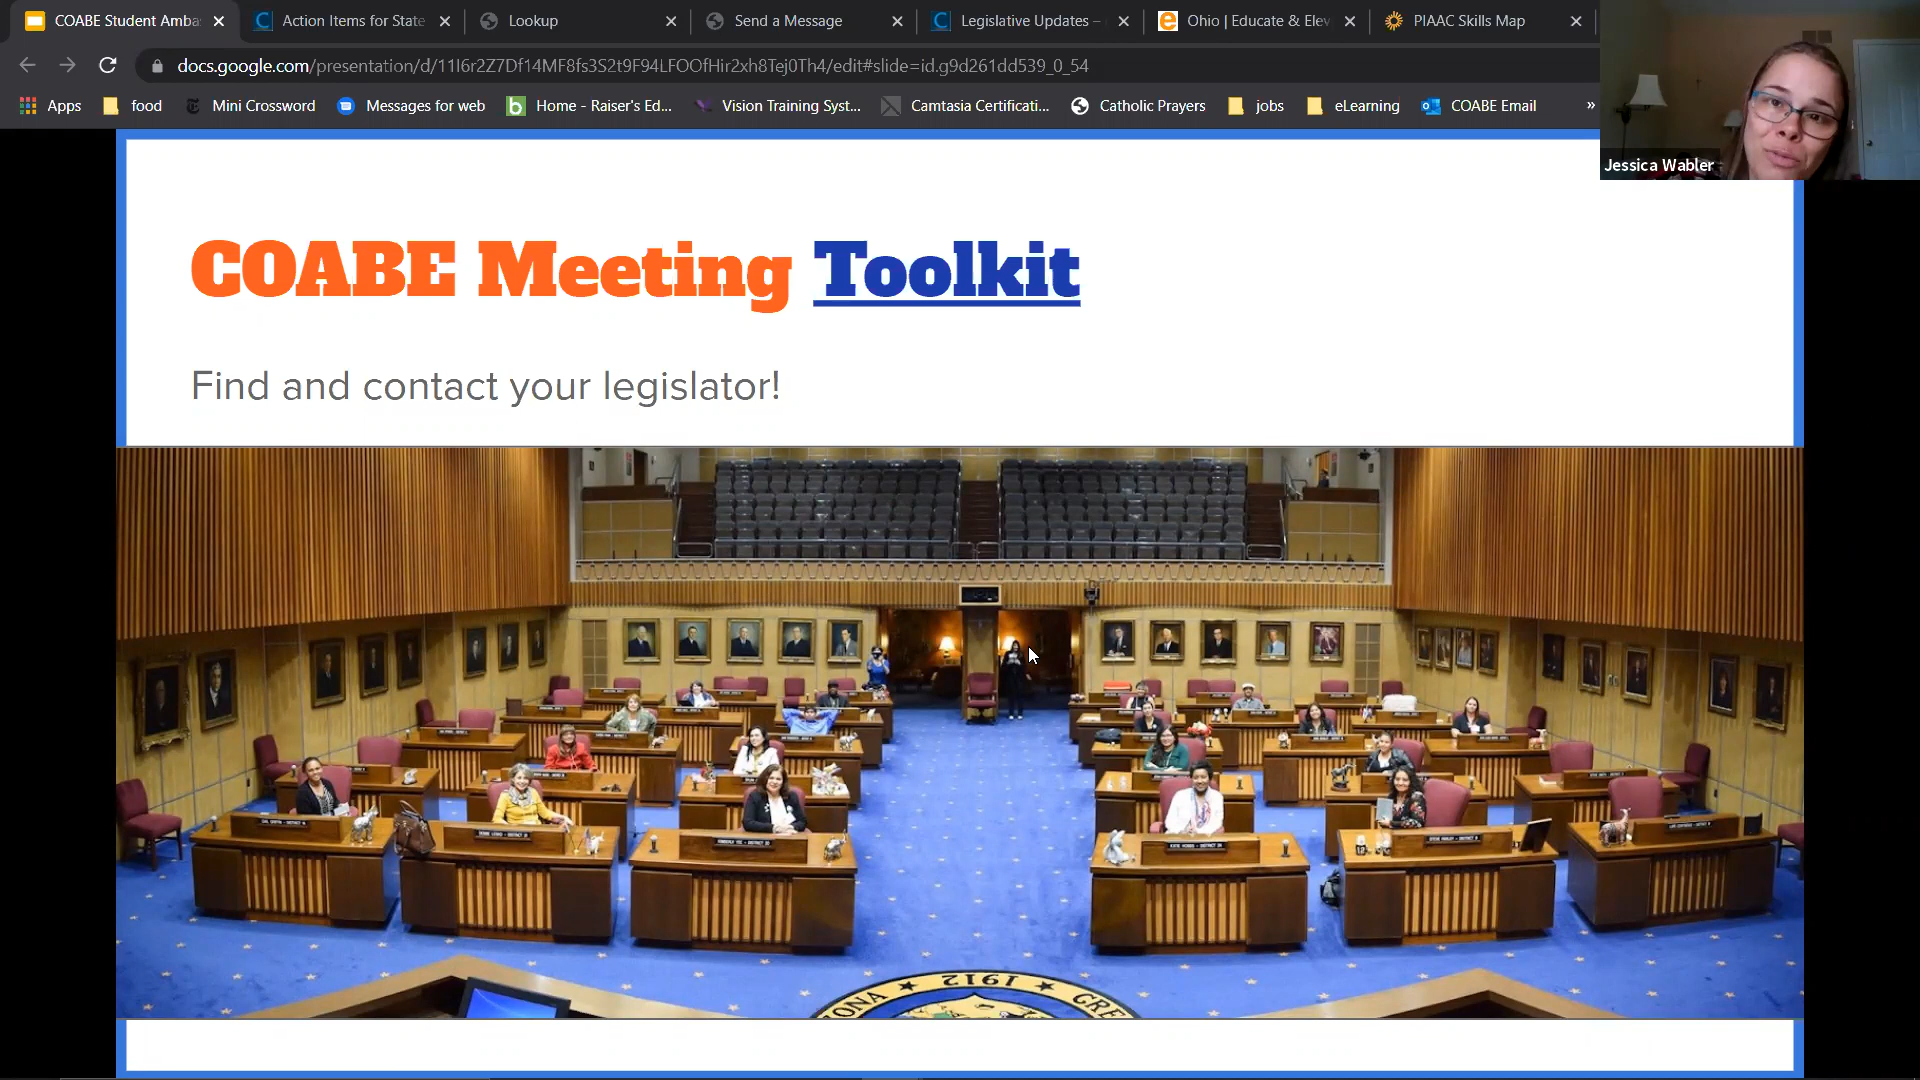 COABE Student Amba
Action Items for State
Lookup
Send a Message
Legislative Updates –
Ohio | Educate & Elev
PIAAC Skills Map
docs.google.com/presentation/d/11I6r2Z7Df14MF8fs3S2t9F94LFOOfHir2xh8Tej0Th4/edit#slide=id.g9d261dd539_0_54
Apps
food
Mini Crossword
Messages for web
Home - Raiser's Ed...
Vision Training Syst...
Camtasia Certificati...
Catholic Prayers
jobs
eLearning
COABE Email
»
Jessica Wabler
COABE Meeting Toolkit
Find and contact your legislator!
1912